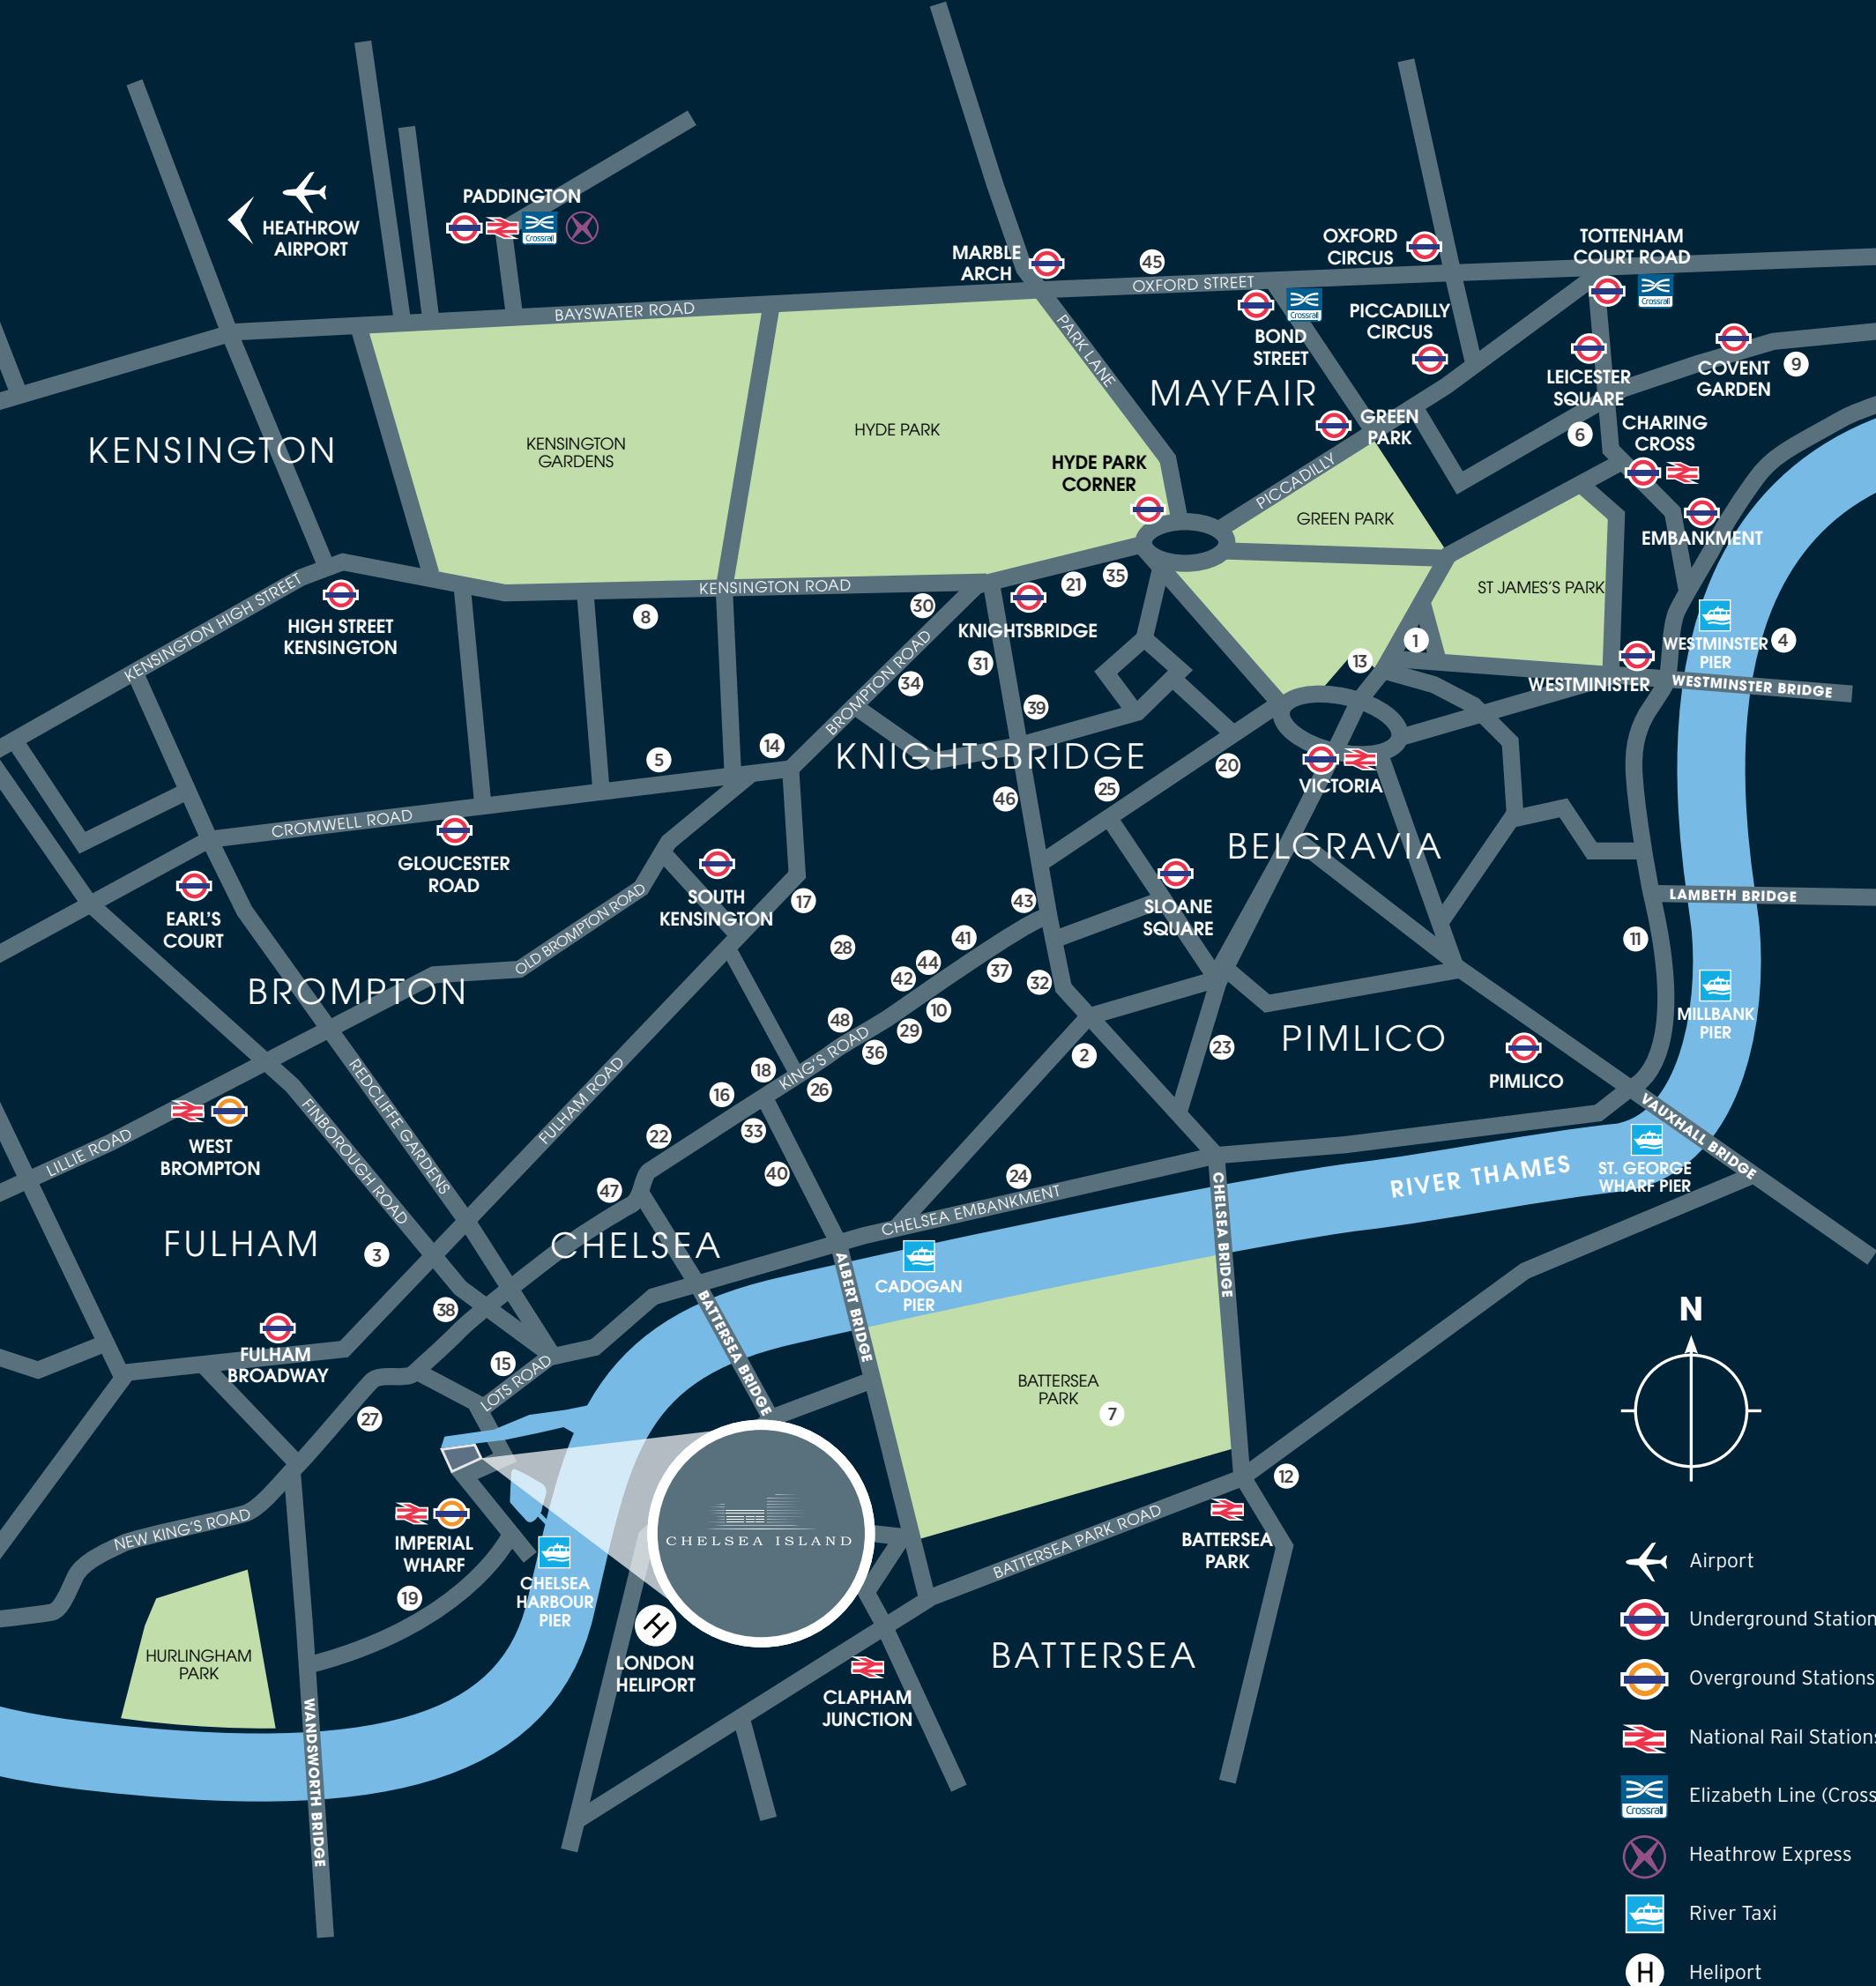 HEATHROW
AIRPORT
PADDINGTON
Crossrail
MARBLE
ARCH
45
OXFORD STREET
OXFORD
CIRCUS
TOTTENHAM
COURT ROAD
Crossrail
BAYSWATER ROAD
PARK LANE
BOND
STREET
Crossrail
PICCADILLY
CIRCUS
LEICESTER
SQUARE
COVENT
GARDEN
9
MAYFAIR
KENSINGTON
KENSINGTON
GARDENS
HYDE PARK
HYDE PARK
CORNER
GREEN
PARK
6
CHARING
CROSS
PICCADILLY
GREEN PARK
EMBANKMENT
ST JAMES'S PARK
KENSINGTON HIGH STREET
HIGH STREET
KENSINGTON
KENSINGTON ROAD
8
30
KNIGHTSBRIDGE
21
35
31
34
BROMPTON ROAD
39
1
13
WESTMINSTER
PIER
4
WESTMINISTER
WESTMINSTER BRIDGE
5
14
KNIGHTSBRIDGE
20
VICTORIA
46
25
CROMWELL ROAD
GLOUCESTER
ROAD
BELGRAVIA
EARL'S
COURT
SOUTH
KENSINGTON
17
43
SLOANE
SQUARE
LAMBETH BRIDGE
11
OLD BROMPTON ROAD
28
41
44
42
37
32
BROMPTON
10
48
29
36
KING'S ROAD
2
23
PIMLICO
MILLBANK
PIER
PIMLICO
18
16
26
33
22
40
47
24
LILLIE ROAD
WEST
BROMPTON
FINBOROUGH ROAD
REDCLIFFE GARDENS
FULHAM ROAD
VAUXHALL BRIDGE
ST. GEORGE
WHARF PIER
RIVER THAMES
CHELSEA EMBANKMENT
CHELSEA BRIDGE
FULHAM
3
CHELSEA
CADOGAN
PIER
ALBERT BRIDGE
BATTERSEA BRIDGE
38
FULHAM
BROADWAY
15
LOTS ROAD
27
BATTERSEA
PARK
7
N
12
NEW KING'S ROAD
IMPERIAL
WHARF
19
CHELSEA
HARBOUR
PIER
CHELSEA ISLAND
BATTERSEA PARK ROAD
BATTERSEA
PARK
HURLINGHAM
PARK
LONDON
HELIPORT
CLAPHAM
JUNCTION
BATTERSEA
WANDSWORTH BRIDGE
Airport
Underground Station
Overground Stations
National Rail Stations
Crossrail
Elizabeth Line (Cross
Heathrow Express
River Taxi
H
Heliport